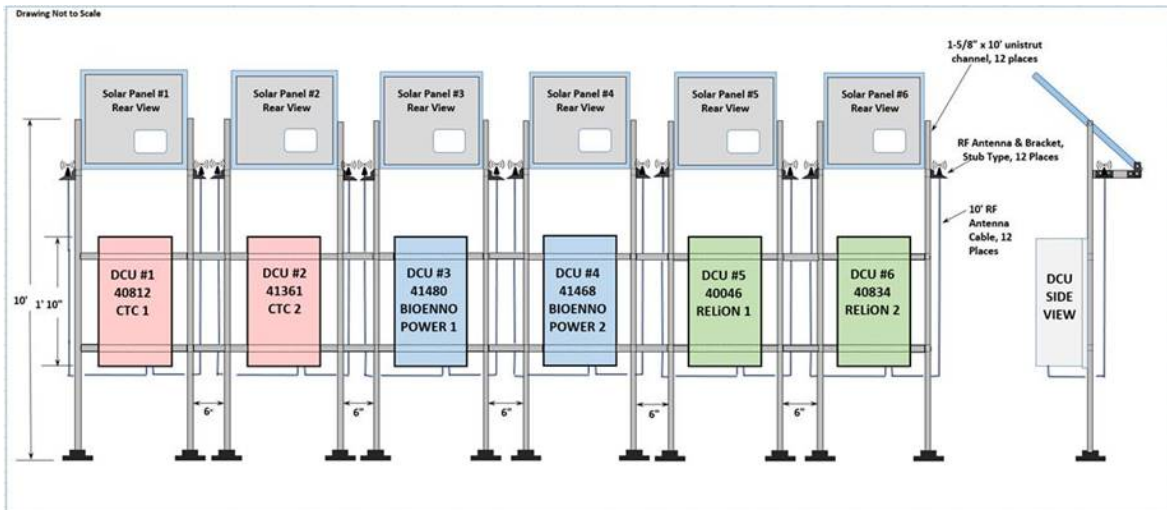 Drawing Not to Scale
Solar Panel #1
Rear View
Solar Panel #2
Rear View
Solar Panel #3
Rear View
Solar Panel #4
Rear View
Solar Panel #5
Rear View
Solar Panel #6
Rear View
1-5/8" x 10' unistrut
channel, 12 places
RF Antenna & Bracket,
Stub Type, 12 Places
10' RF
Antenna
Cable, 12
Places
10'
1' 10"
DCU #1
40812
CTC 1
DCU #2
41361
CTC 2
DCU #3
41480
BIOENNO
POWER 1
DCU #4
41468
BIOENNO
POWER 2
DCU #5
40046
RELiON 1
DCU #6
40834
RELiON 2
DCU
SIDE
VIEW
6"
6"
6"
6"
6"